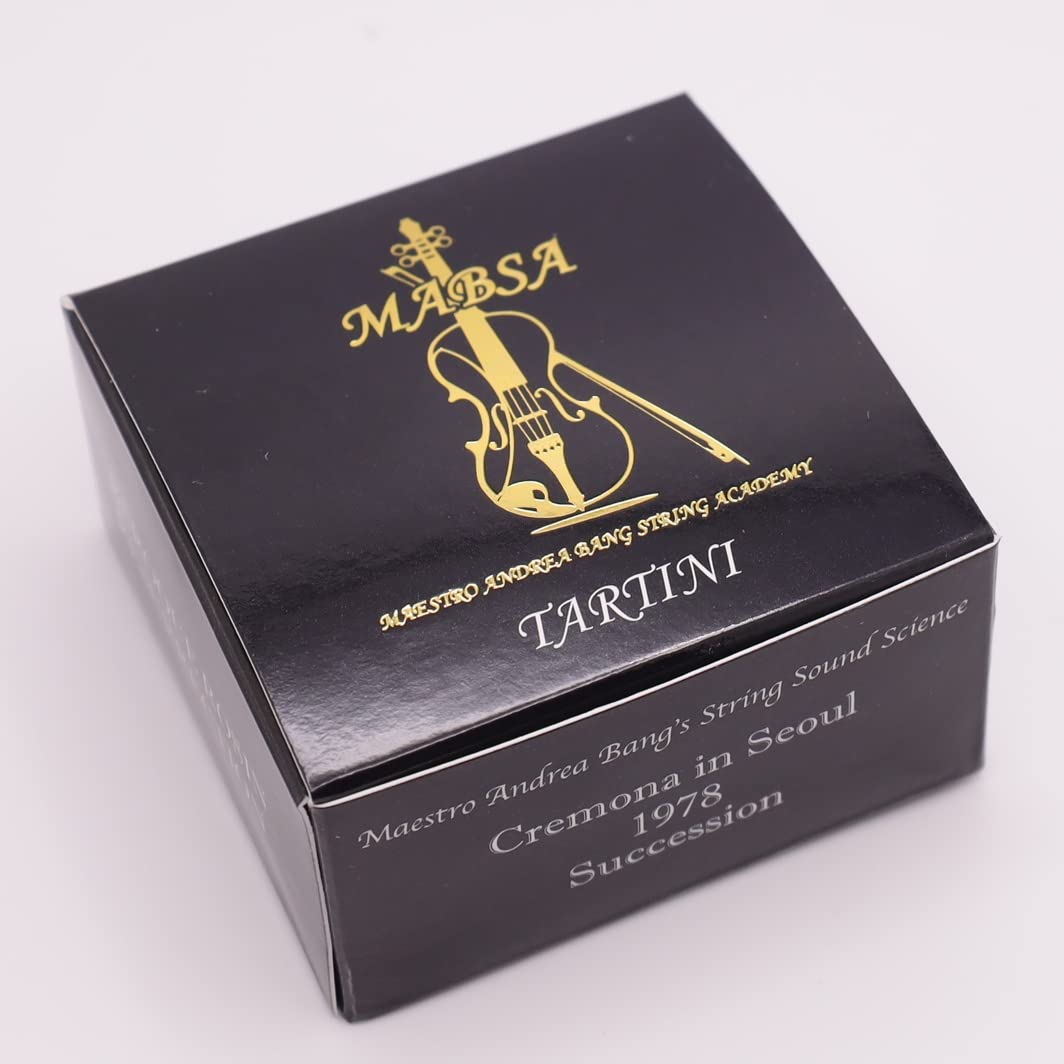 MABSA
MAESTRO ANDREA BANG STRING ACADEMY
TARTINI
Maestro Andrea Bang's String Sound Science
Cremona in Seoul
1978
Succession